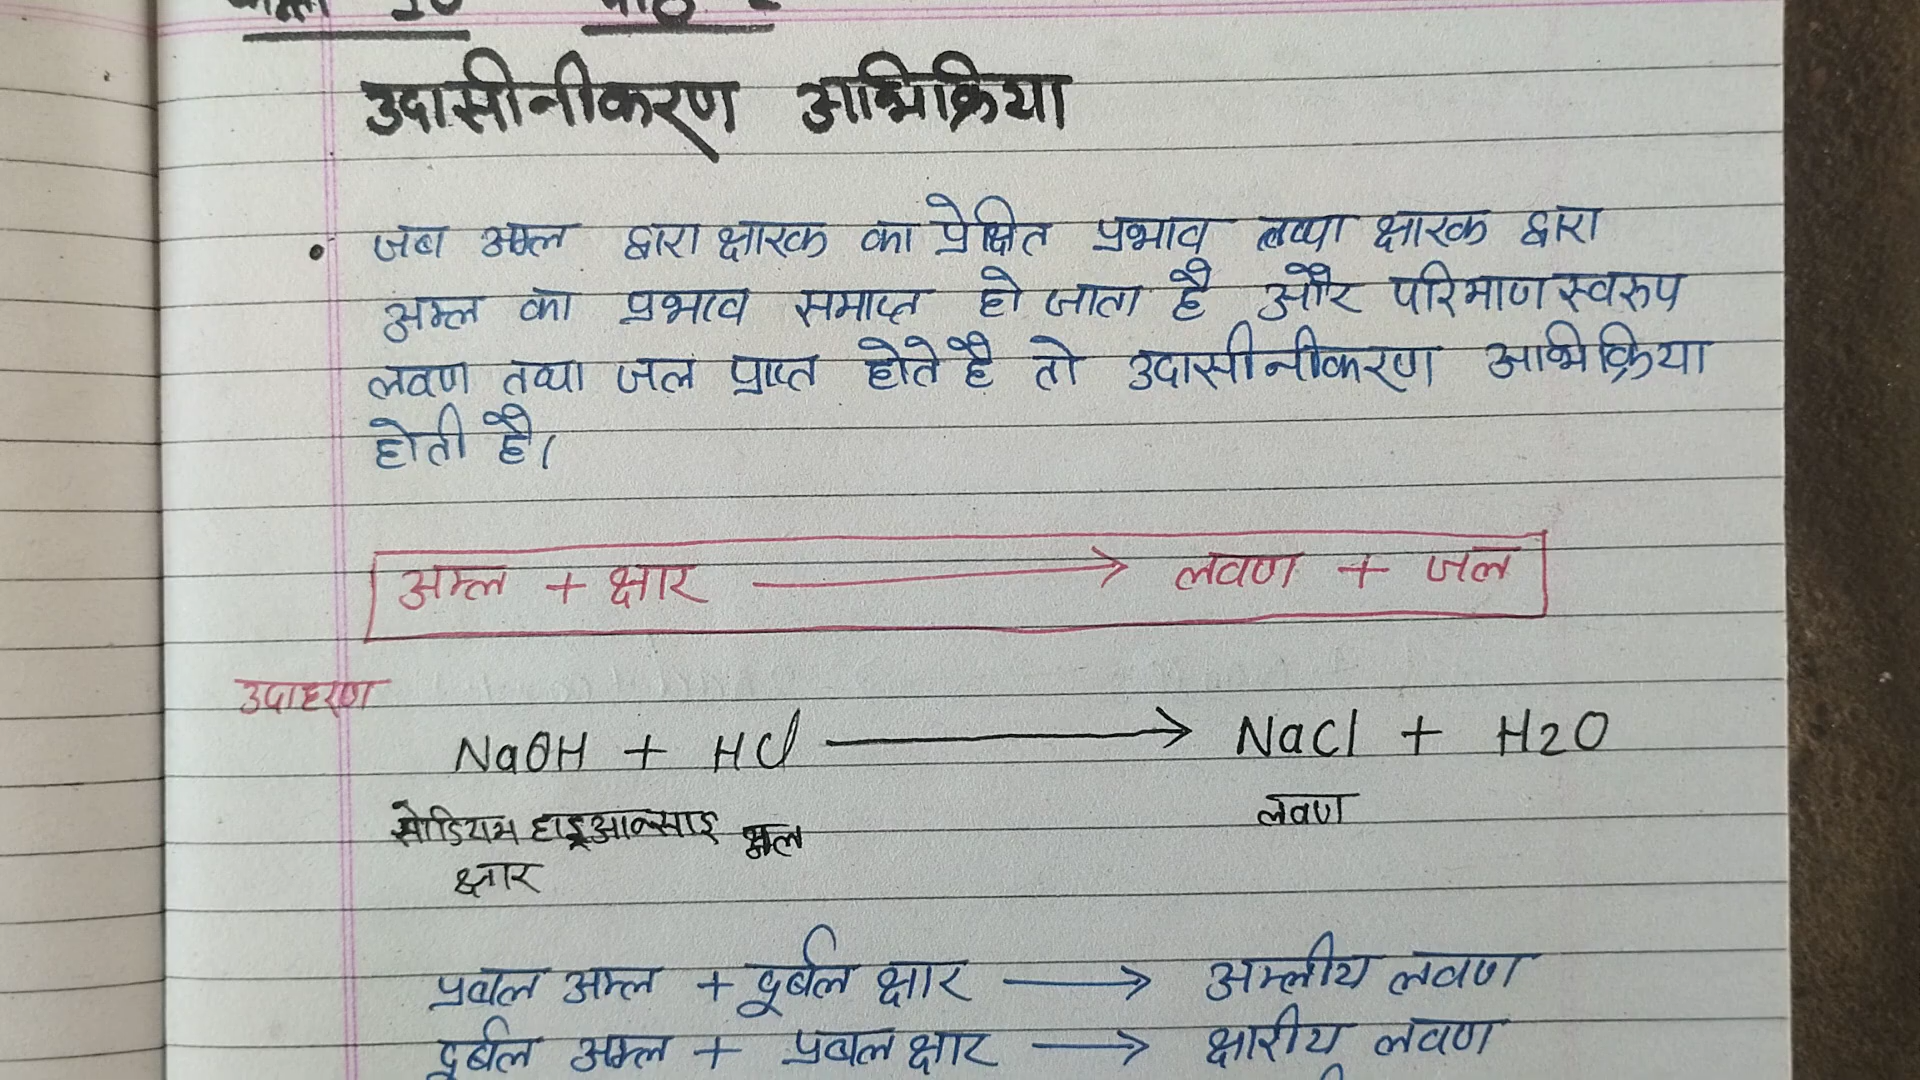 उदासीनीकरण अभिक्रिया
• जब अम्ल द्वारा क्षारक का प्रेक्षित प्रभाव तथा क्षारक द्वारा
अम्ल का प्रभाव समाप्त हो जाता है और परिमाणस्वरुप
लवण तथा जल प्राप्त होते है तो उदासीनीकरण अभिक्रिया
होती है।
अम्ल + क्षार ⟶ लवण + जल
उदाहरण
NaOH + HCl ⟶ NaCl + H2O
सोडियम हाइआक्साइ अम्ल लवण
क्षार
प्रबल अम्ल + दूर्बल क्षार ⟶ अम्लीय लवण
दूर्बल अम्ल + प्रबल क्षार ⟶ क्षारीय लवण